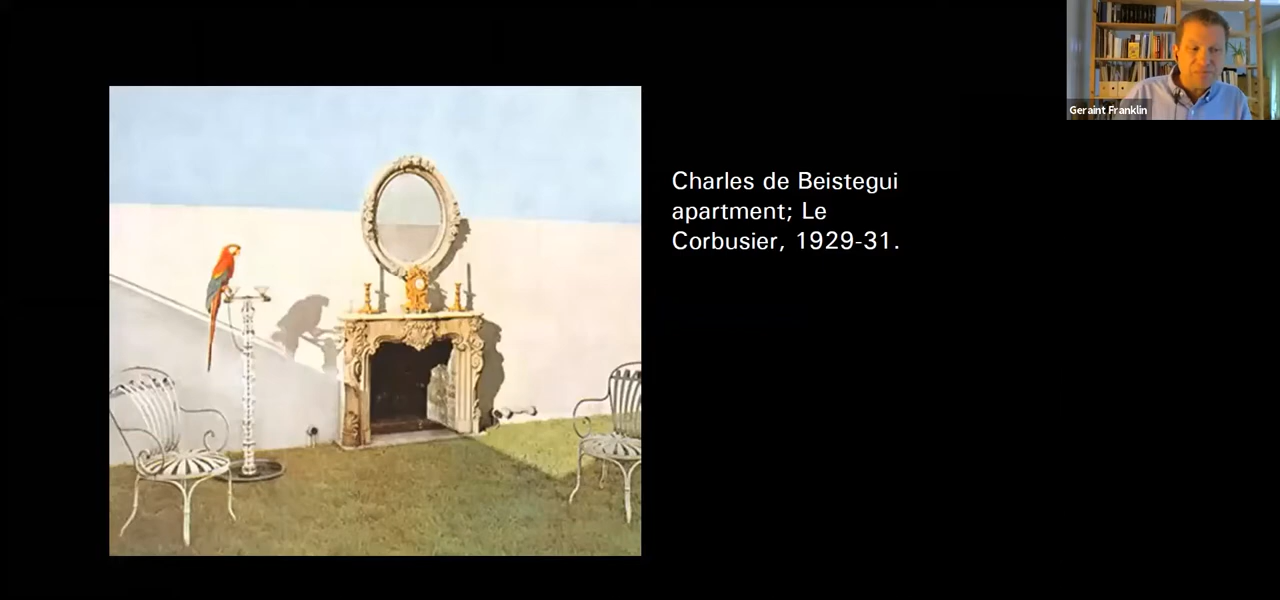 Geraint Franklin
Charles de Beistegui
apartment; Le
Corbusier, 1929-31.